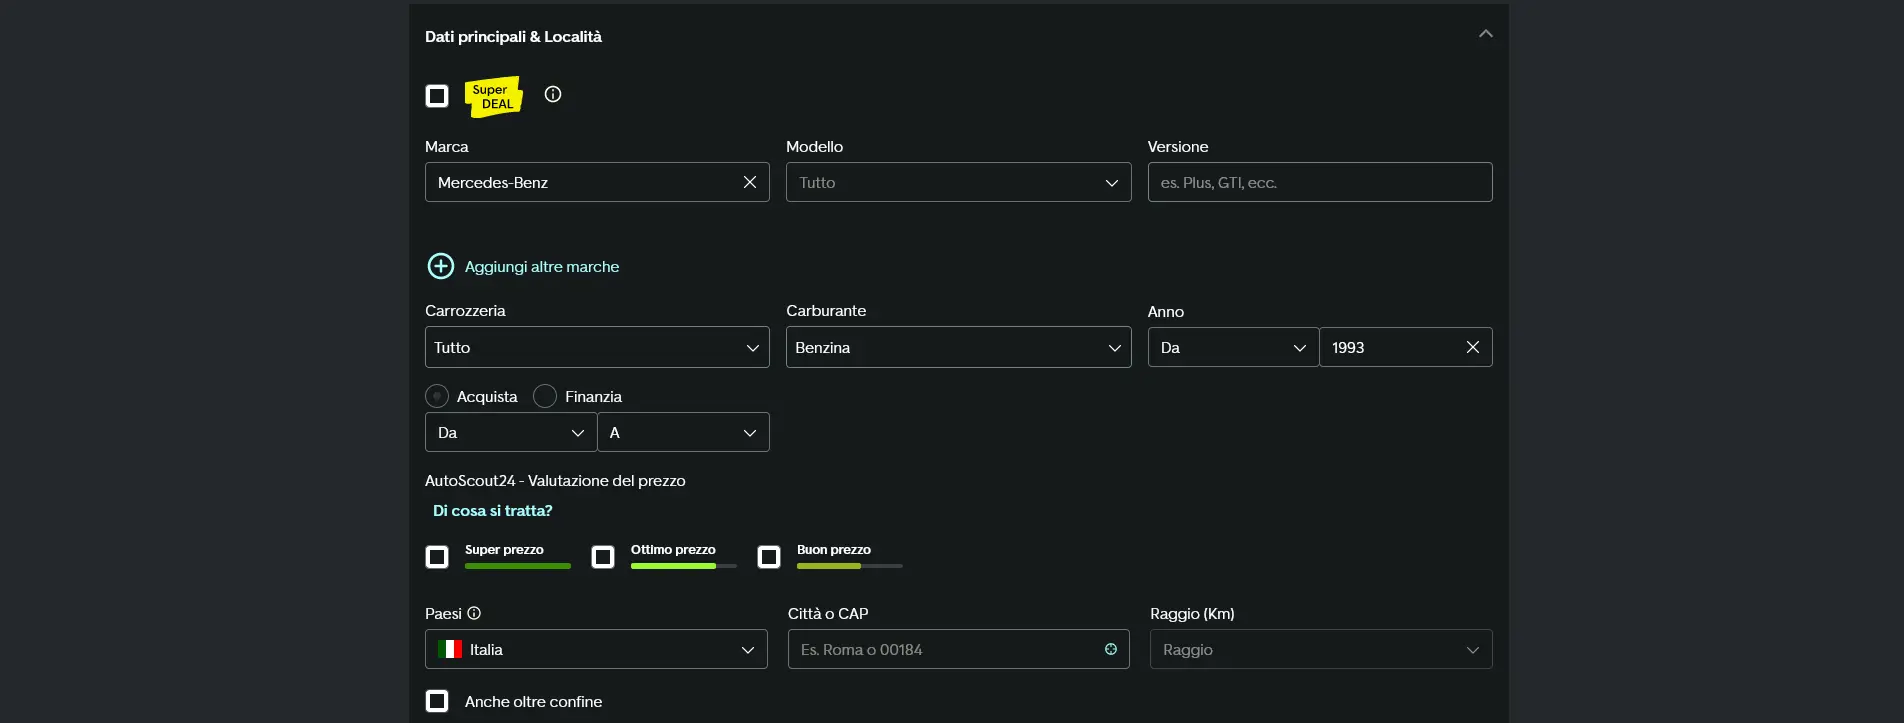 Dati principali & Località
Super
DEAL
Marca Modello Versione
Mercedes-Benz Tutto es. Plus, GTI, ecc.
Aggiungi altre marche
Carrozzeria Carburante Anno
Tutto Benzina Da 1993
Acquista Finanzia
Da A
AutoScout24 - Valutazione del prezzo
Di cosa si tratta?
Super prezzo Ottimo prezzo Buon prezzo
Paesi Città o CAP Raggio (Km)
Italia Es. Roma o 00184 Raggio
Anche oltre confine